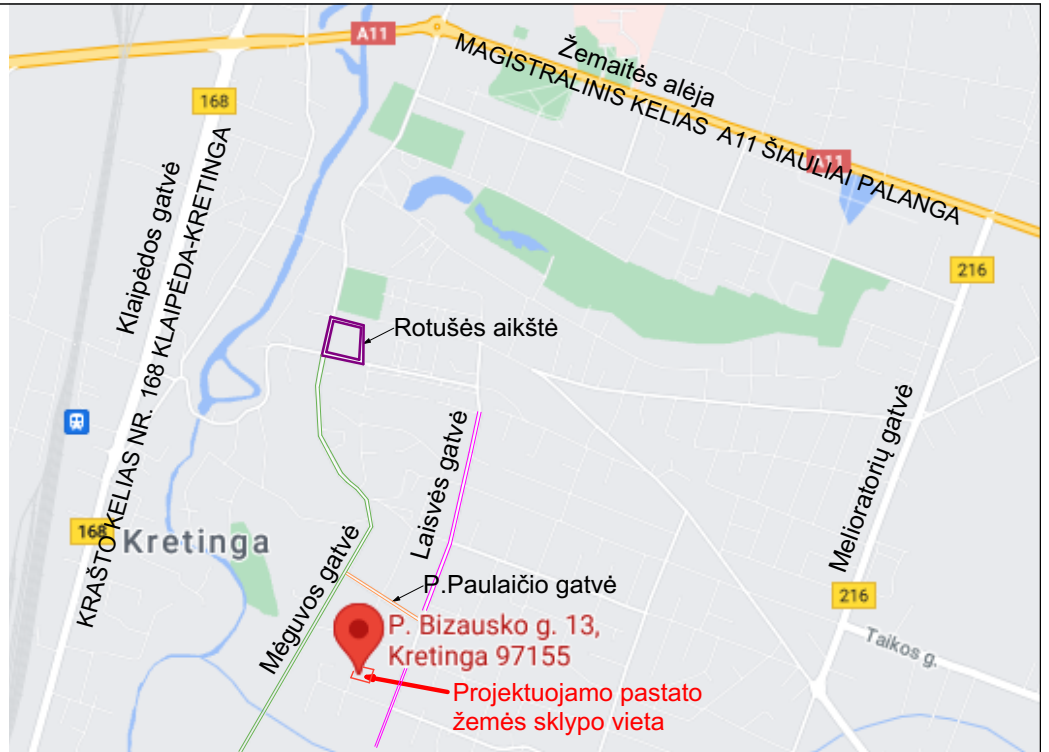 A11
Žemaitės alėja
MAGISTRALINIS KELIAS A11 ŠIAULIAI PALANGA
A11
168
Klaipėdos gatvė
KRAŠTO KELIAS NR. 168 KLAIPĖDA-KRETINGA
216
Rotušės aikštė
Laisvės gatvė
Melioratorių gatvė
168
Kretinga
Mėguvos gatvė
P.Paulaičio gatvė
216
P. Bizausko g. 13,
Kretinga 97155
Taikos g.
Projektuojamo pastato
žemės sklypo vieta